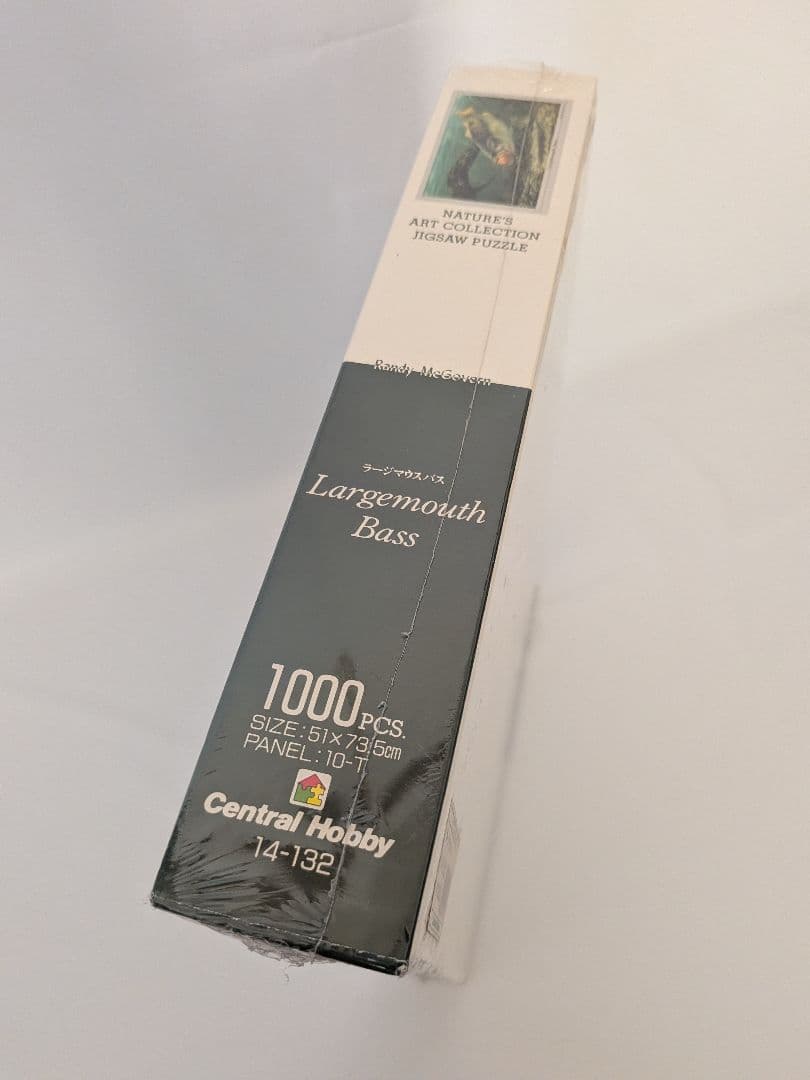 NATURE'S
ART COLLECTION
JIGSAW PUZZLE
Randy McGovern
ラージマウスバス
Largemouth
Bass
1000PCS.
SIZE:51×73.5cm
PANEL:10-T
Central Hobby
14-132